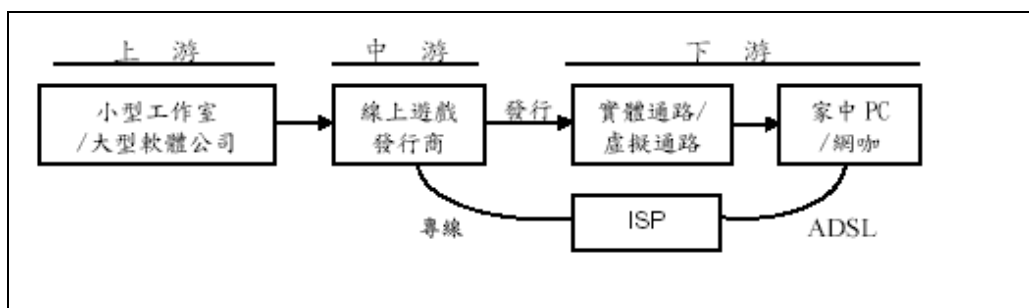 上 游
中 游
下 游
小型工作室
/大型軟體公司
線上遊戲
發行商
發行
實體通路/
虛擬通路
家中 PC
/網咖
專線
ISP
ADSL